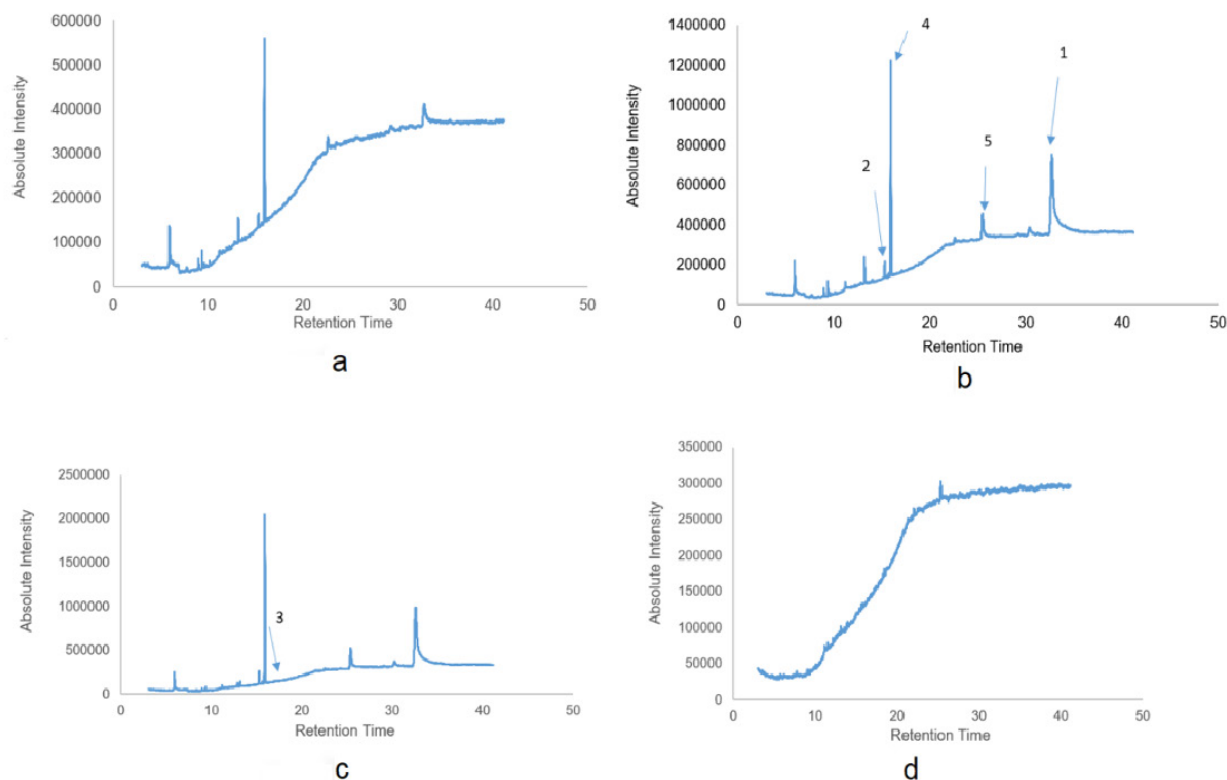 600000
500000
400000
300000
200000
100000
0
0 10 20 30 40 50
Absolute Intensity
Retention Time
a
1400000
1200000
1000000
800000
600000
400000
200000
0
0 10 20 30 40 50
Absolute Intensity
Retention Time
4
1
2
5
b
2500000
2000000
1500000
1000000
500000
0
0 10 20 30 40 50
Absolute Intensity
Retention Time
3
c
350000
300000
250000
200000
150000
100000
50000
0
0 10 20 30 40 50
Absolute Intensity
Retention Time
d